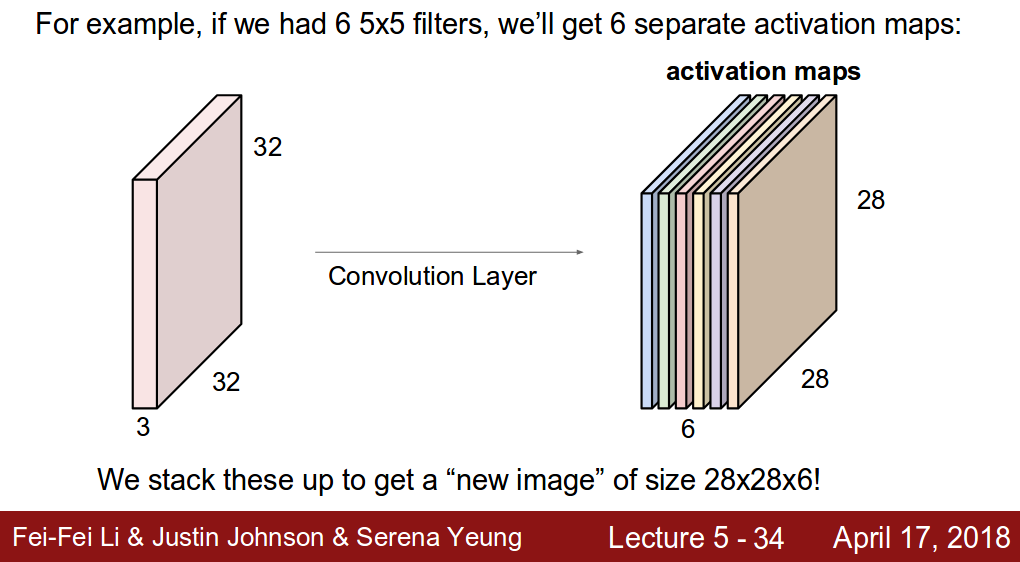 For example, if we had 6 5x5 filters, we’ll get 6 separate activation maps:
activation maps
32
32
3
Convolution Layer
28
28
6
We stack these up to get a “new image” of size 28x28x6!
Fei-Fei Li & Justin Johnson & Serena Yeung
Lecture 5 - 34
April 17, 2018